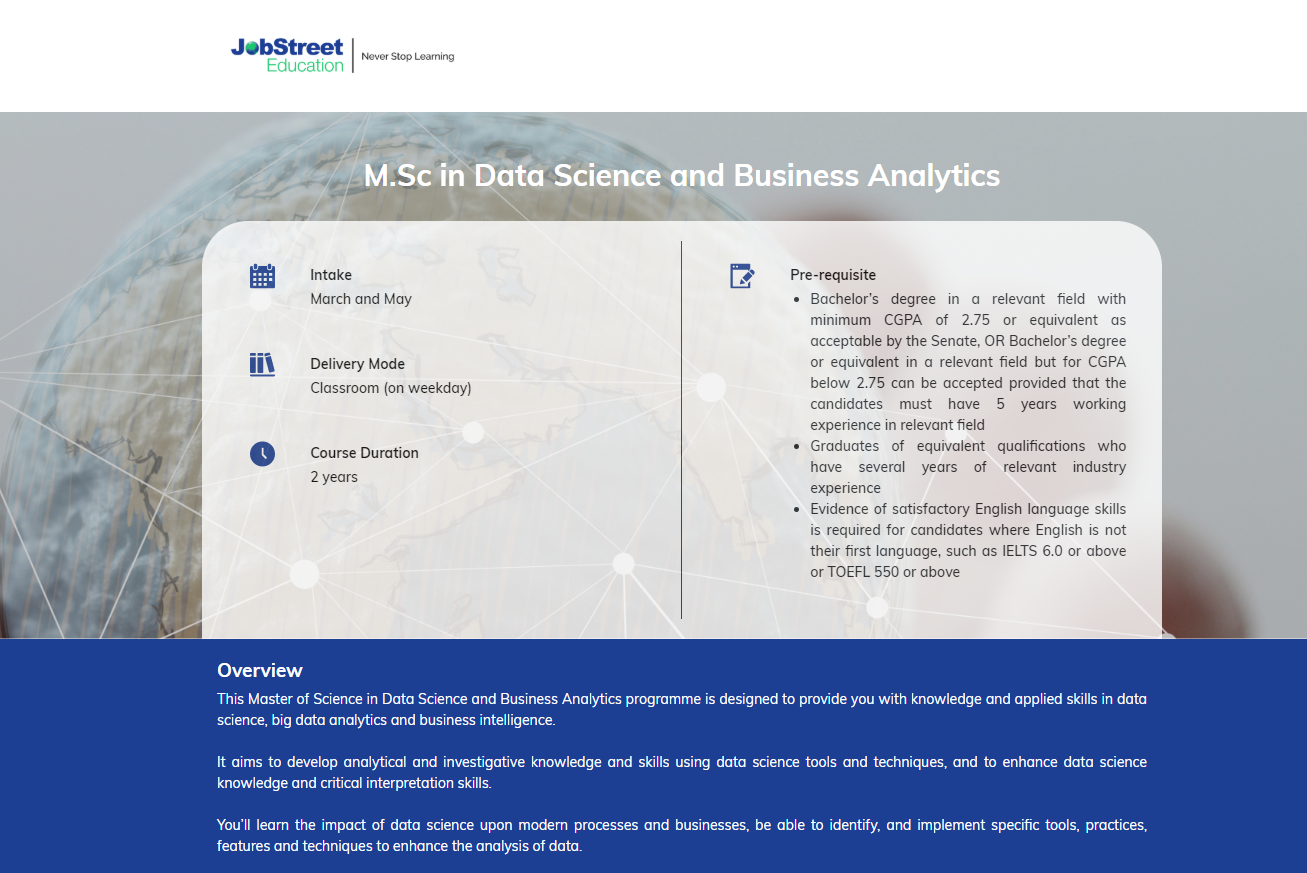 JobStreet
Education
Never Stop Learning
M.Sc in Data Science and Business Analytics
Intake
March and May
Delivery Mode
Classroom (on weekday)
Course Duration
2 years
Pre-requisite
• Bachelor's degree in a relevant field with
minimum CGPA of 2.75 or equivalent as
acceptable by the Senate, OR Bachelor's degree
or equivalent in a relevant field but for CGPA
below 2.75 can be accepted provided that the
candidates must have 5 years working
experience in relevant field
• Graduates of equivalent qualifications who
have several years of relevant industry
experience
• Evidence of satisfactory English language skills
is required for candidates where English is not
their first language, such as IELTS 6.0 or above
or TOEFL 550 or above
Overview
This Master of Science in Data Science and Business Analytics programme is designed to provide you with knowledge and applied skills in data
science, big data analytics and business intelligence.
It aims to develop analytical and investigative knowledge and skills using data science tools and techniques, and to enhance data science
knowledge and critical interpretation skills.
You'll learn the impact of data science upon modern processes and businesses, be able to identify, and implement specific tools, practices,
features and techniques to enhance the analysis of data.